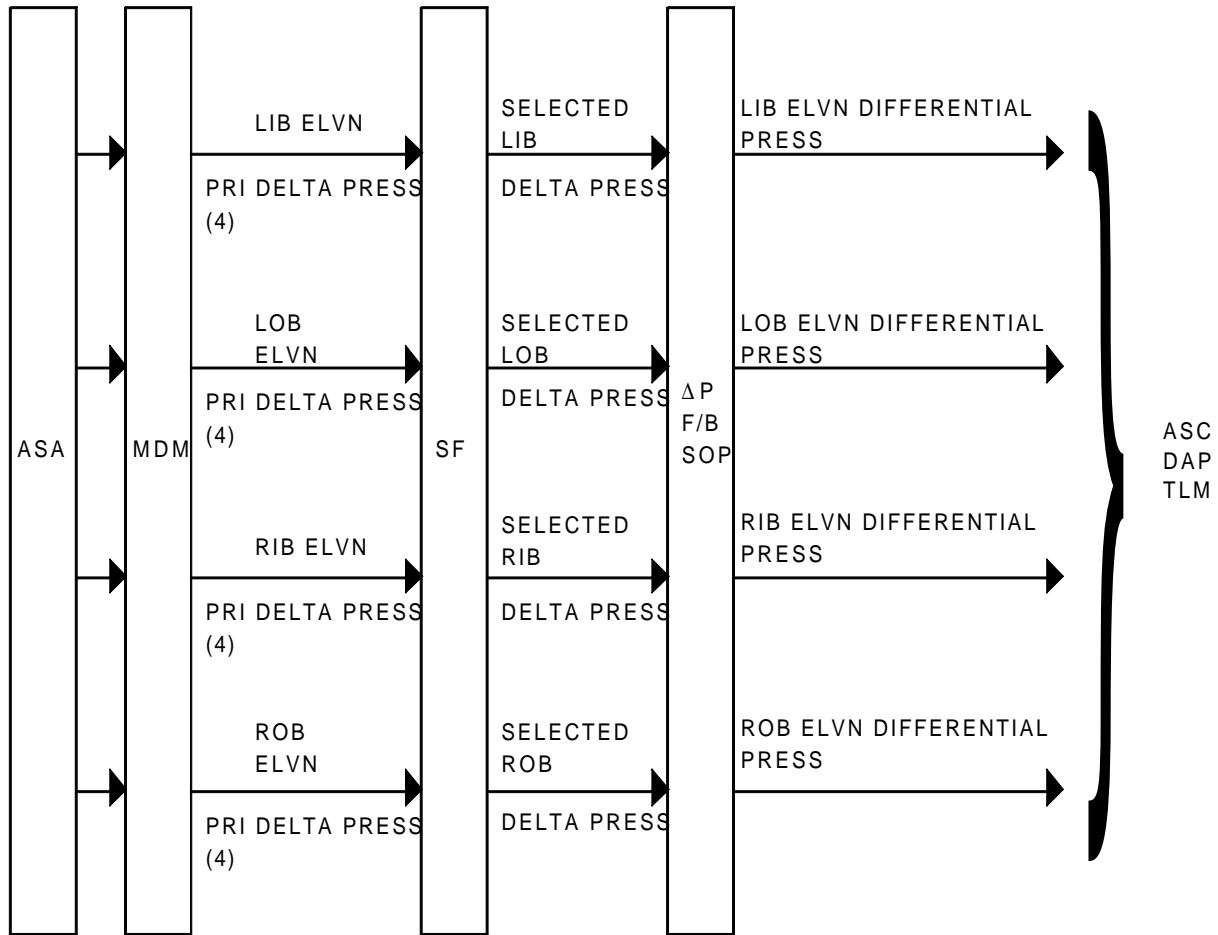 LIB ELVN
PRI DELTA PRESS
(4)
SELECTED
LIB
DELTA PRESS
LIB ELVN DIFFERENTIAL
PRESS
LOB
ELVN
PRI DELTA PRESS
(4)
SELECTED
LOB
DELTA PRESS
LOB ELVN DIFFERENTIAL
PRESS
ASA
MDM
SF
ΔP
F/B
SOP
ASC
DAP
TLM
RIB ELVN
PRI DELTA PRESS
(4)
SELECTED
RIB
DELTA PRESS
RIB ELVN DIFFERENTIAL
PRESS
ROB
ELVN
PRI DELTA PRESS
(4)
SELECTED
ROB
DELTA PRESS
ROB ELVN DIFFERENTIAL
PRESS